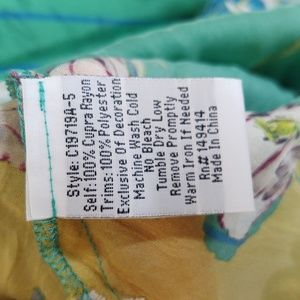 Style: C19719A-5
Self:100% Cupra Rayon
Trims:100% Polyester
Exclusive Of Decoration
Machine Wash Cold
No Bleach
Tumble Dry Low
Remove Promptly
Warm Iron If Needed
Rn# 149414
Made In China